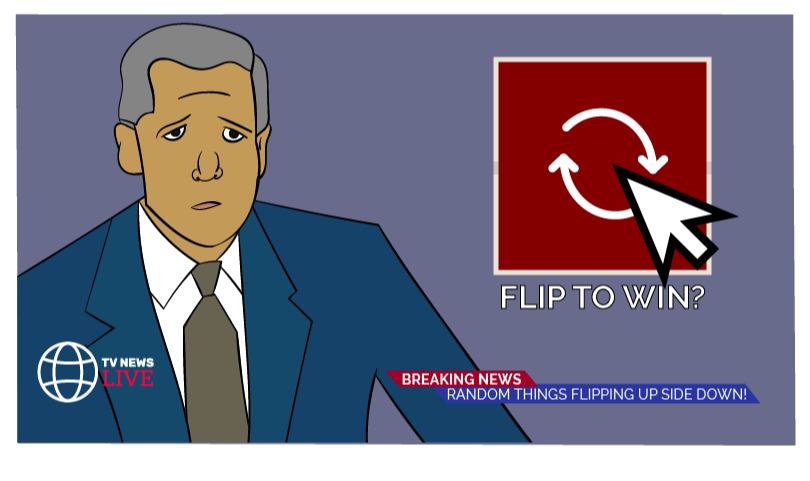 FLIP TO WIN?
TV NEWS
LIVE
BREAKING NEWS
RANDOM THINGS FLIPPING UP SIDE DOWN!